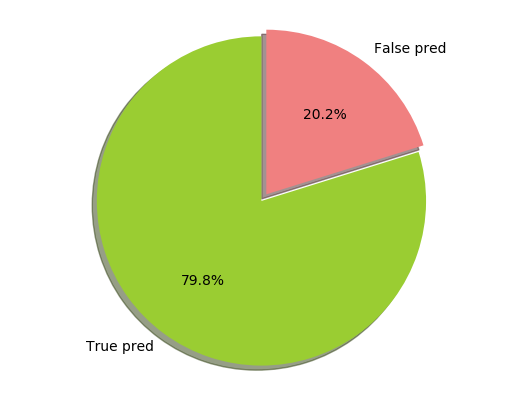 False pred
20.2%
79.8%
True pred